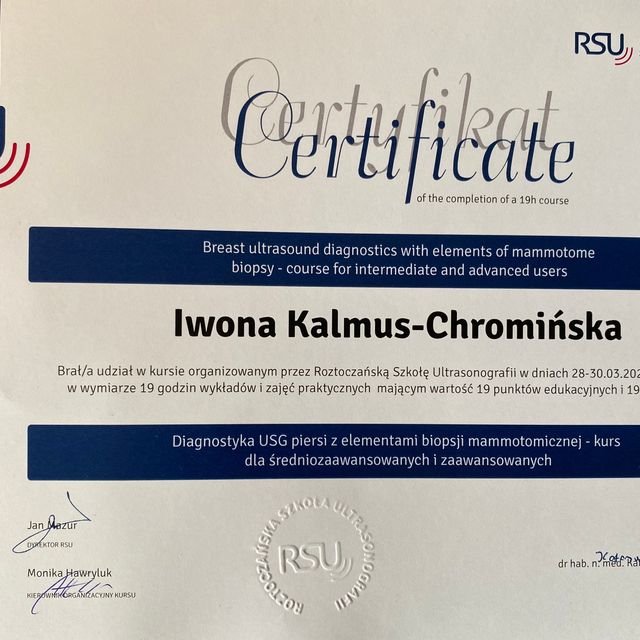 RSU
Certyfikat
Certificate
of the completion of a 19h course
Breast ultrasound diagnostics with elements of mammotome
biopsy - course for intermediate and advanced users
Iwona Kalmus-Chromińska
Brał/a udział w kursie organizowanym przez Roztoczańską Szkołę Ultrasonografii w dniach 28-30.03.202
w wymiarze 19 godzin wykładów i zajęć praktycznych mającym wartość 19 punktów edukacyjnych i 19
Diagnostyka USG piersi z elementami biopsji mammotomicznej - kurs
dla średniozaawansowanych i zaawansowanych
Jan Mazur
DYREKTOR RSU
Monika Hawryluk
KIEROWNIK ORGANIZACYJNY KURSU
ROZTOCZAŃSKA SZKOŁA ULTRASONOGRAFII
RSU
dr hab. n. med.